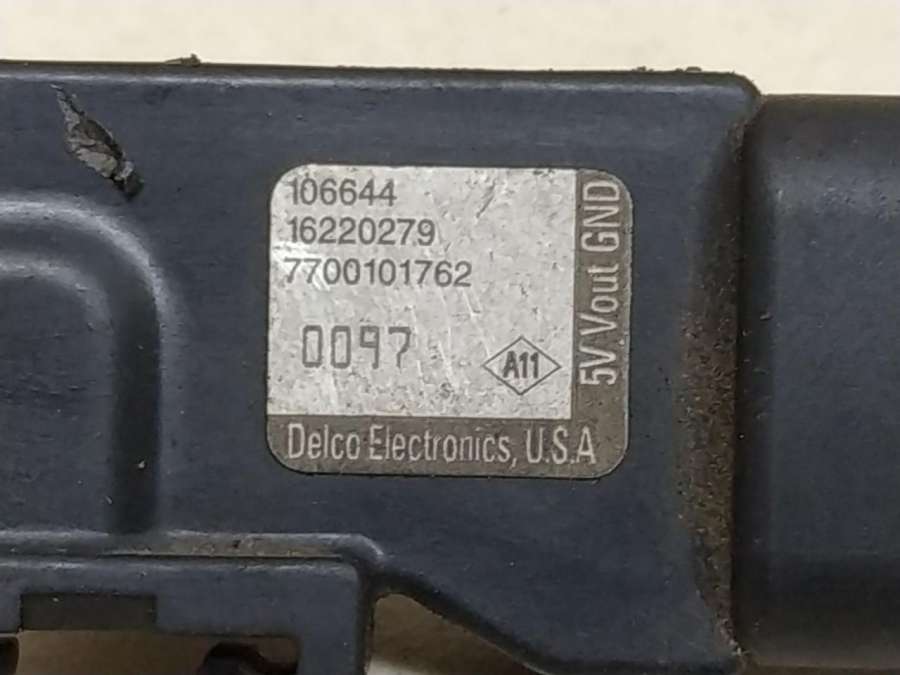 106644
16220279
7700101762
0097
A11
5V.Vout GND
Delco Electronics, U.S.A